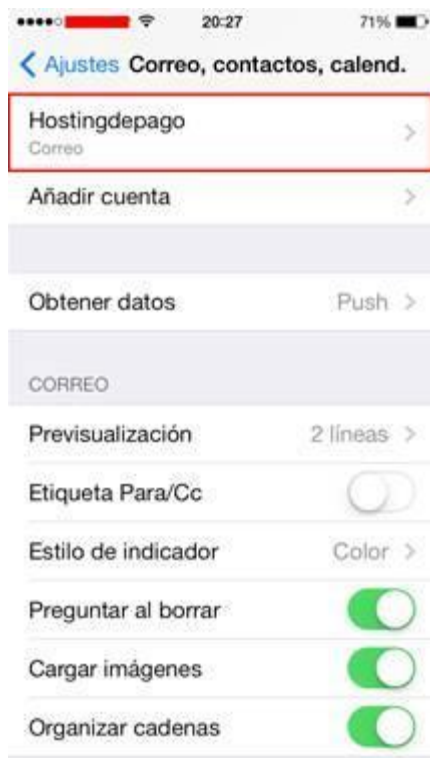 20:27
71%
Ajustes Correo, contactos, calend.
Hostingdepago
Correo
Añadir cuenta
Obtener datos Push
CORREO
Previsualización 2 líneas
Etiqueta Para/Cc
Estilo de indicador Color
Preguntar al borrar
Cargar imágenes
Organizar cadenas